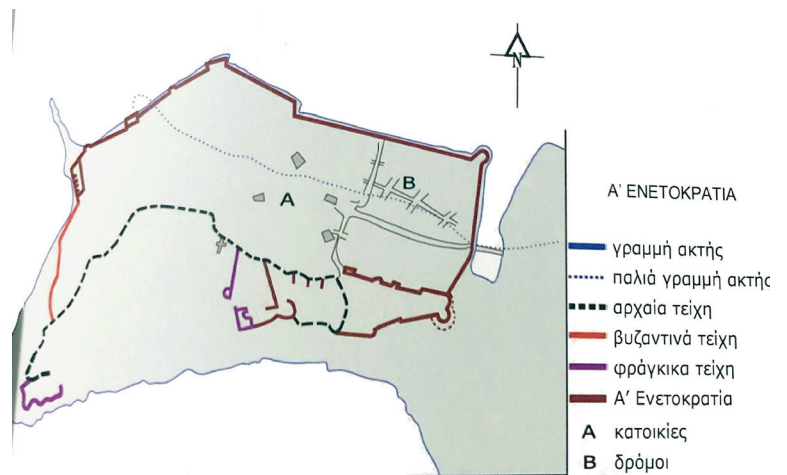 N
A
B
Α' ΕΝΕΤΟΚΡΑΤΙΑ
γραμμή ακτής
παλιά γραμμή ακτής
αρχαία τείχη
βυζαντινά τείχη
φράγκικα τείχη
Α' Ενετοκρατία
A κατοικίες
B δρόμοι